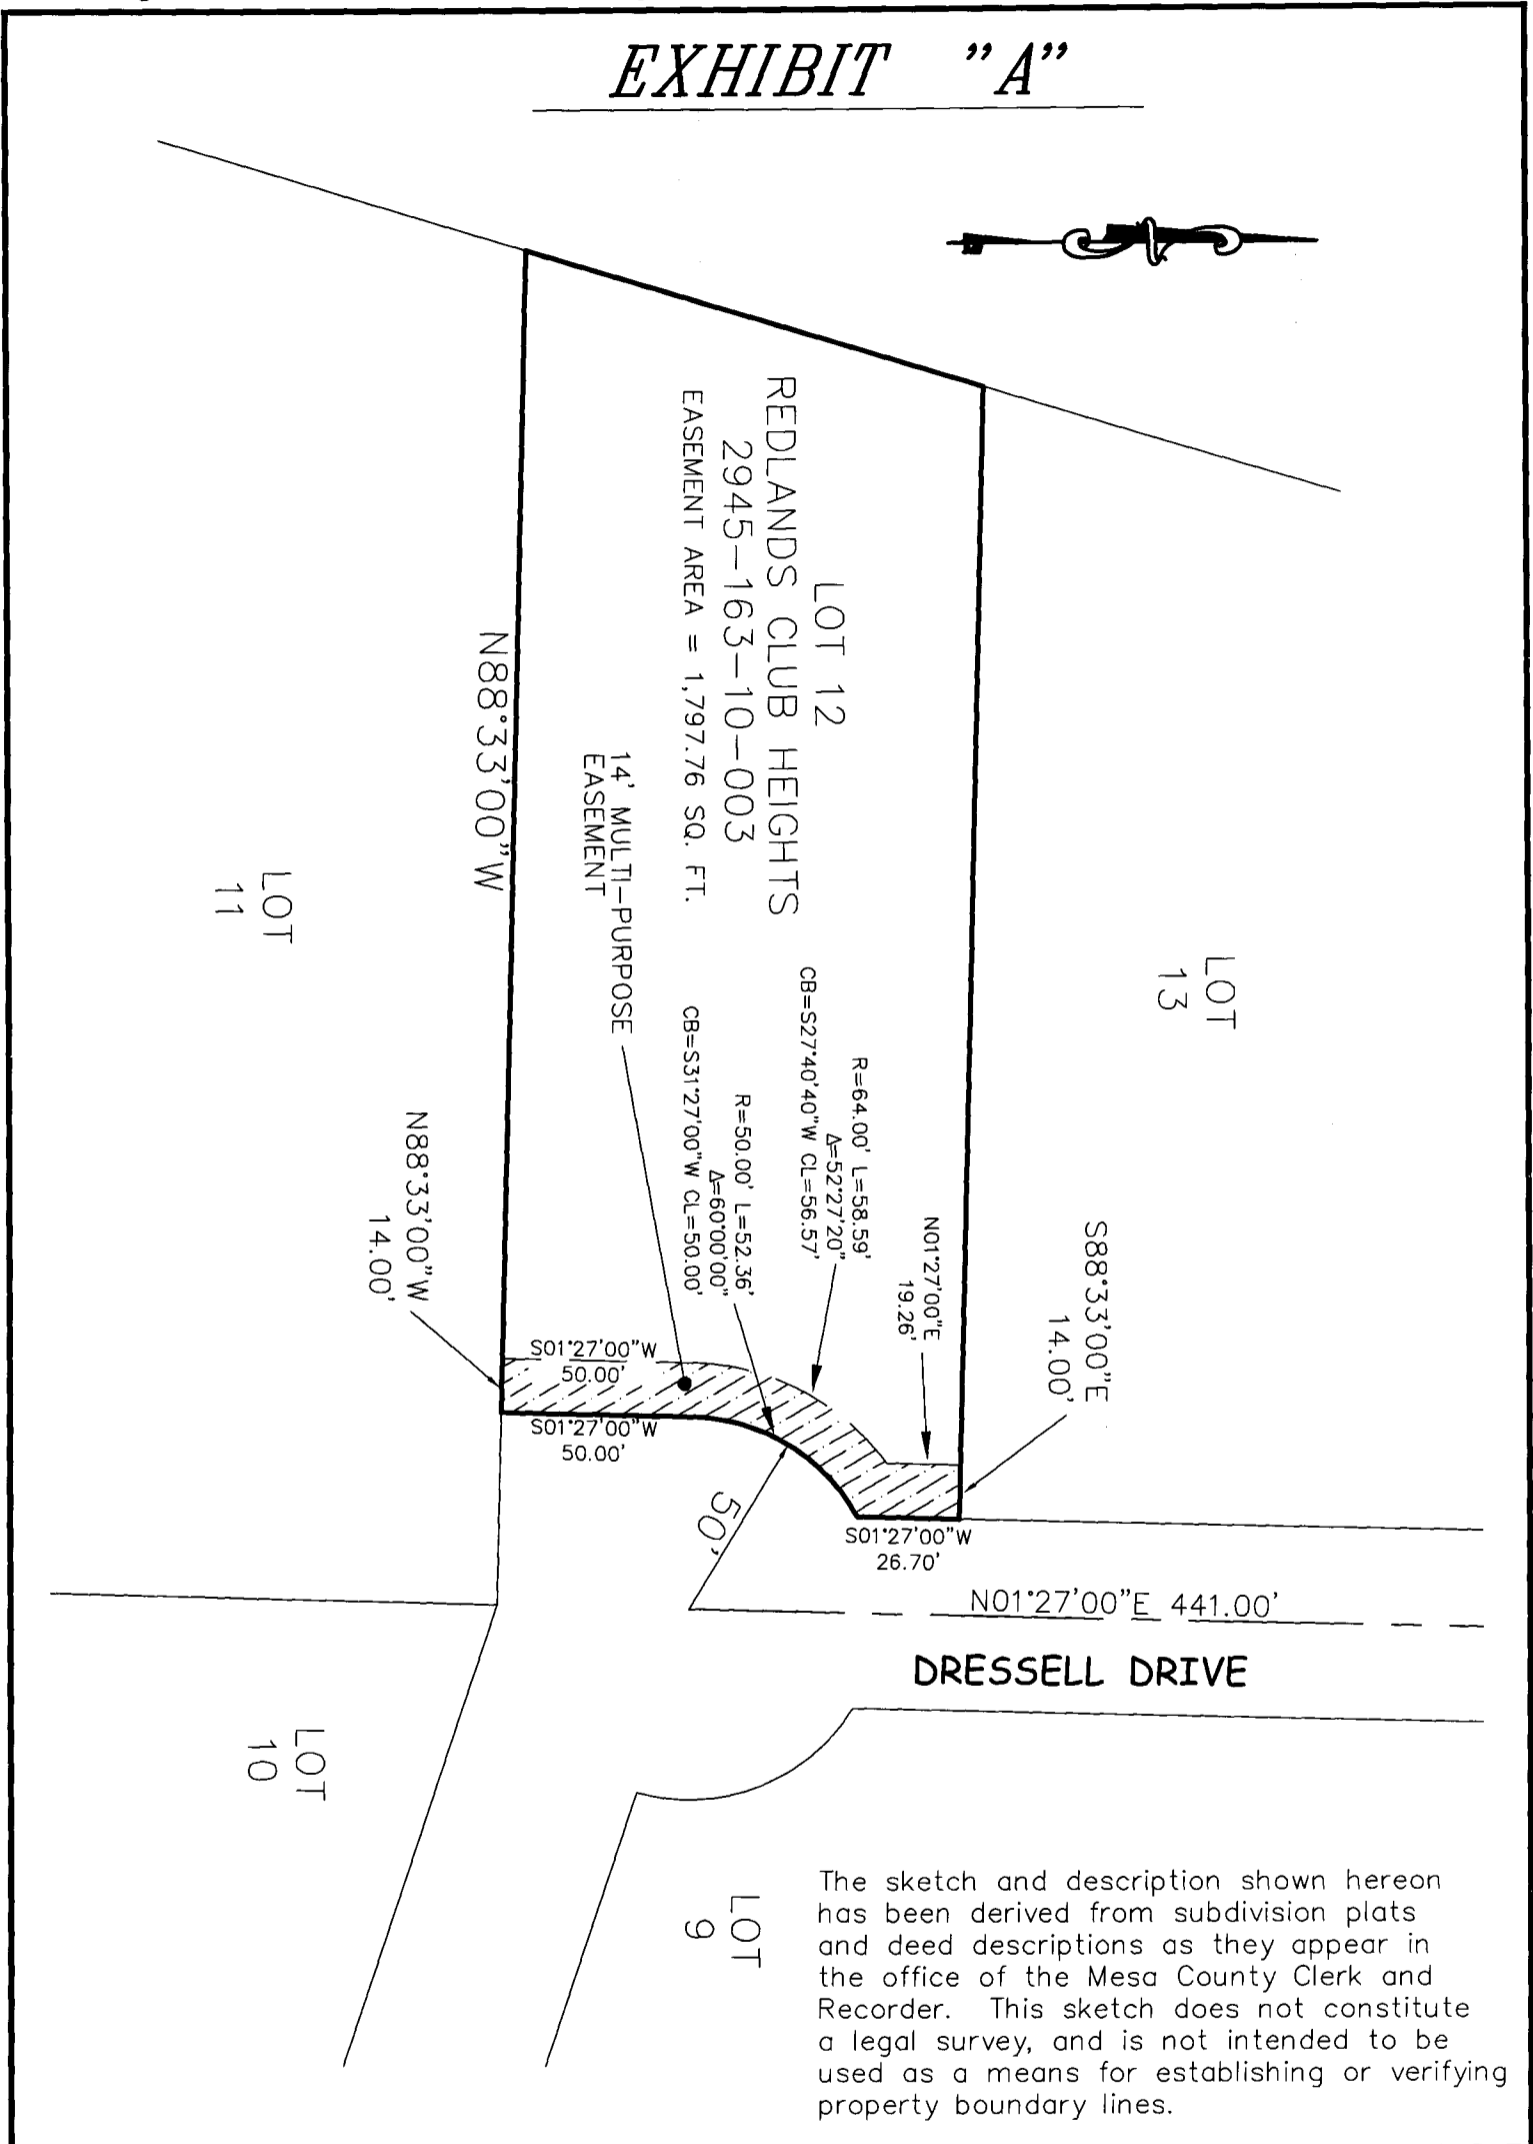 EXHIBIT "A"
LOT 12
REDLANDS CLUB HEIGHTS
2945-163-10-003
EASEMENT AREA = 1,797.76 SQ. FT.
14' MULTI-PURPOSE
EASEMENT
N88°33'00"W
LOT
11
LOT
13
R=64.00' L=58.59'
Δ=52°27'20"
CB=S27°40'40"W CL=56.57'
R=50.00' L=52.36'
Δ=60°00'00"
CB=S31°27'00"W CL=50.00'
N01°27'00"E
19.26'
S88°33'00"E
14.00'
N88°33'00"W
14.00'
S01°27'00"W
50.00'
S01°27'00"W
50.00'
50'
S01°27'00"W
26.70'
N01°27'00"E 441.00'
DRESSELL DRIVE
LOT
10
LOT
9
The sketch and description shown hereon
has been derived from subdivision plats
and deed descriptions as they appear in
the office of the Mesa County Clerk and
Recorder. This sketch does not constitute
a legal survey, and is not intended to be
used as a means for establishing or verifying
property boundary lines.